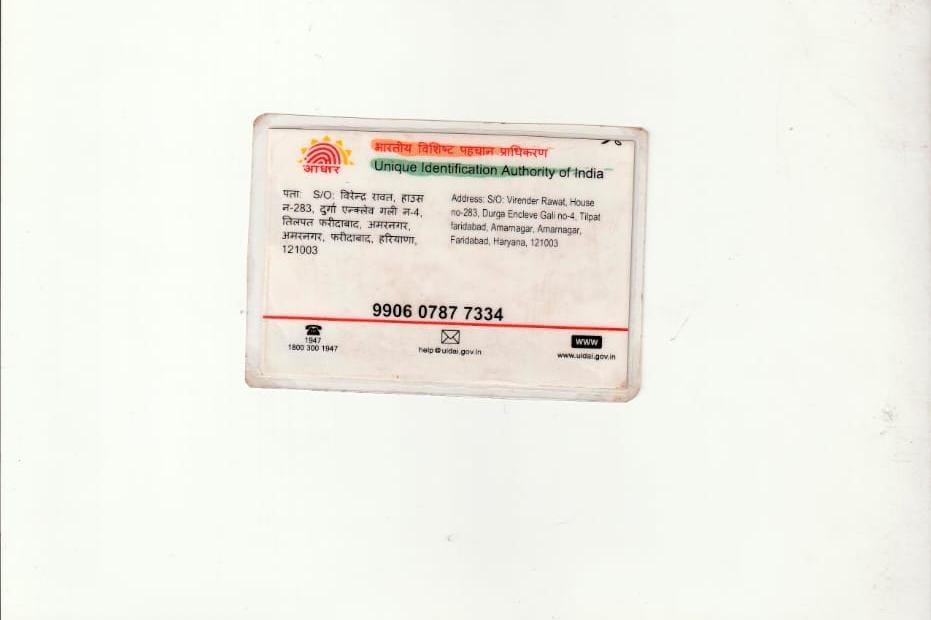 आधार
भारतीय विशिष्ट पहचान प्राधिकरण
Unique Identification Authority of India
पता: S/O: विरेन्द्र रावत, हाउस
न-283, दुर्गा एन्क्लेव गली न-4,
तिलपत फरीदाबाद, अमरनगर,
अमरनगर, फरीदाबाद, हरियाणा,
121003
Address: S/O: Virender Rawat, House
no-283, Durga Encleve Gali no-4, Tilpat
faridabad, Amarnagar, Amarnagar,
Faridabad, Haryana, 121003
9906 0787 7334
1947
1800 300 1947
help@uidai.gov.in
WWW
www.uidai.gov.in